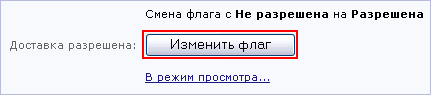 Смена флага с Не разрешена на Разрешена
Доставка разрешена: Изменить флаг
В режим просмотра...